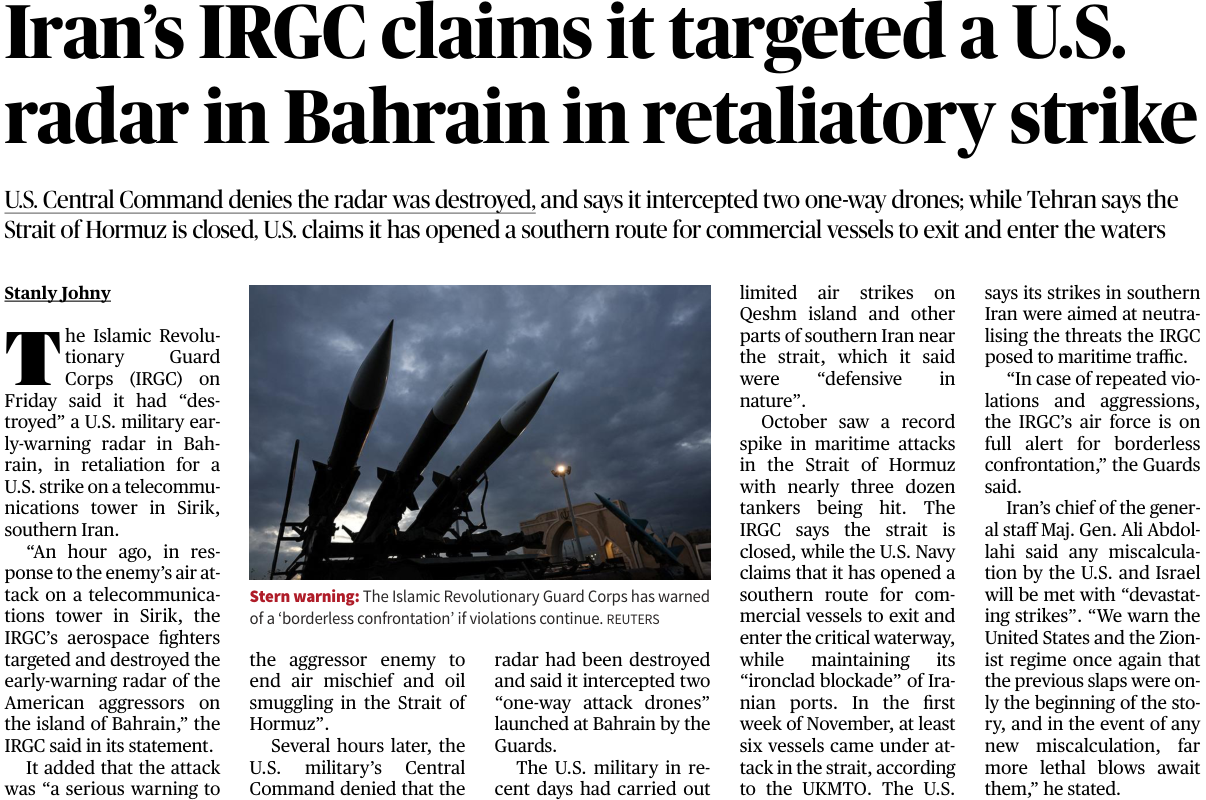 Iran’s IRGC claims it targeted a U.S.
radar in Bahrain in retaliatory strike
U.S. Central Command denies the radar was destroyed, and says it intercepted two one-way drones; while Tehran says the
Strait of Hormuz is closed, U.S. claims it has opened a southern route for commercial vessels to exit and enter the waters
Stanly Johny
The Islamic Revolu-
tionary Guard
Corps (IRGC) on
Friday said it had “des-
troyed” a U.S. military ear-
ly-warning radar in Bah-
rain, in retaliation for a
U.S. strike on a telecommu-
nications tower in Sirik,
southern Iran.
“An hour ago, in res-
ponse to the enemy’s air at-
tack on a telecommunica-
tions tower in Sirik, the
IRGC’s aerospace fighters
targeted and destroyed the
early-warning radar of the
American aggressors on
the island of Bahrain,” the
IRGC said in its statement.
It added that the attack
was “a serious warning to
Stern warning: The Islamic Revolutionary Guard Corps has warned
of a ‘borderless confrontation’ if violations continue. REUTERS
the aggressor enemy to
end air mischief and oil
smuggling in the Strait of
Hormuz”.
Several hours later, the
U.S. military’s Central
Command denied that the
radar had been destroyed
and said it intercepted two
“one-way attack drones”
launched at Bahrain by the
Guards.
The U.S. military in re-
cent days had carried out
limited air strikes on
Qeshm island and other
parts of southern Iran near
the strait, which it said
were “defensive in
nature”.
October saw a record
spike in maritime attacks
in the Strait of Hormuz
with nearly three dozen
tankers being hit. The
IRGC says the strait is
closed, while the U.S. Navy
claims that it has opened a
southern route for com-
mercial vessels to exit and
enter the critical waterway,
while maintaining its
“ironclad blockade” of Ira-
nian ports. In the first
week of November, at least
six vessels came under at-
tack in the strait, according
to the UKMTO. The U.S.
says its strikes in southern
Iran were aimed at neutra-
lising the threats the IRGC
posed to maritime traffic.
“In case of repeated vio-
lations and aggressions,
the IRGC’s air force is on
full alert for borderless
confrontation,” the Guards
said.
Iran’s chief of the gener-
al staff Maj. Gen. Ali Abdol-
lahi said any miscalcula-
tion by the U.S. and Israel
will be met with “devastat-
ing strikes”. “We warn the
United States and the Zion-
ist regime once again that
the previous slaps were on-
ly the beginning of the sto-
ry, and in the event of any
new miscalculation, far
more lethal blows await
them,” he stated.